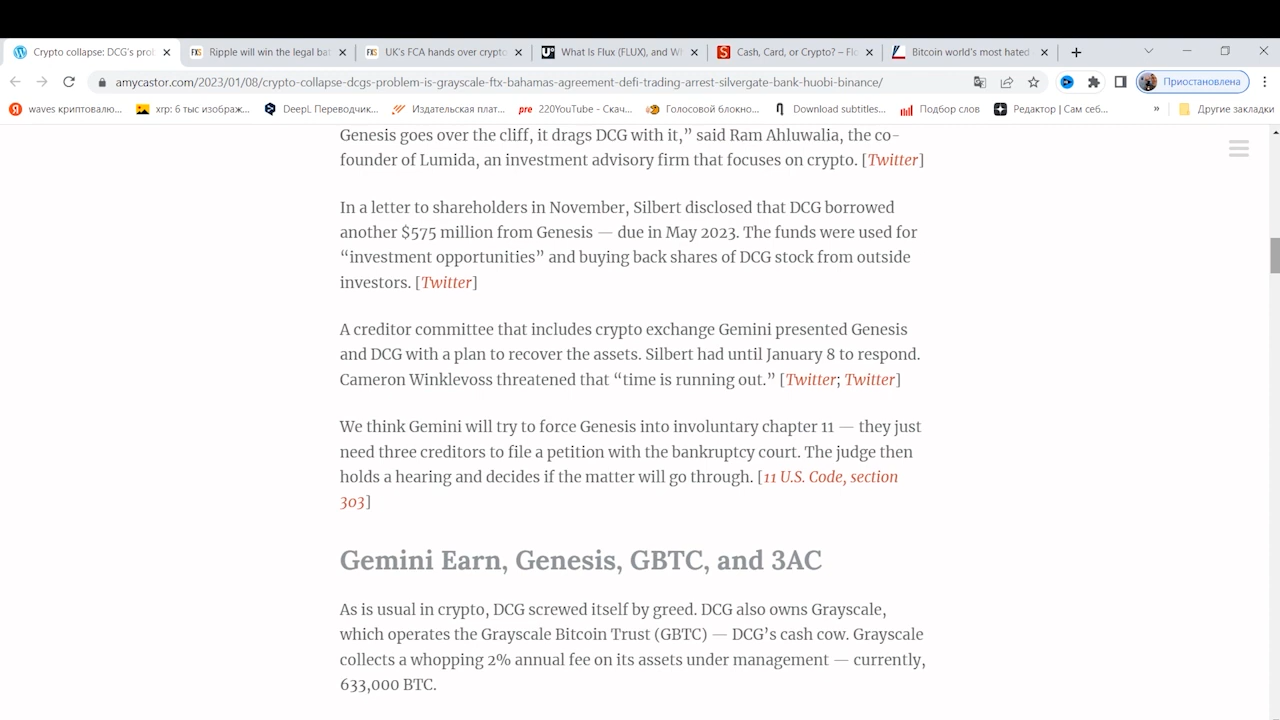 Crypto collapse: DCG's pro
Ripple will win the legal bat
UK's FCA hands over crypto
What Is Flux (FLUX), and W
Cash, Card, or Crypto? – Flo
Bitcoin world's most hated
amycastor.com/2023/01/08/crypto-collapse-dcgs-problem-is-grayscale-ftx-bahamas-agreement-defi-trading-arrest-silvergate-bank-huobi-binance/
Приостановлена
waves криптовалю...
xrp: 6 тыс изображ...
DeepL Переводчик...
Издательская плат...
pre 220YouTube - Скач...
Голосовой блокно...
Download subtitles...
Подбор слов
Редактор | Сам себ...
»
Другие закладки
Genesis goes over the cliff, it drags DCG with it,” said Ram Ahluwalia, the co-
founder of Lumida, an investment advisory firm that focuses on crypto. [Twitter]
In a letter to shareholders in November, Silbert disclosed that DCG borrowed
another $575 million from Genesis — due in May 2023. The funds were used for
“investment opportunities” and buying back shares of DCG stock from outside
investors. [Twitter]
A creditor committee that includes crypto exchange Gemini presented Genesis
and DCG with a plan to recover the assets. Silbert had until January 8 to respond.
Cameron Winklevoss threatened that “time is running out.” [Twitter; Twitter]
We think Gemini will try to force Genesis into involuntary chapter 11 — they just
need three creditors to file a petition with the bankruptcy court. The judge then
holds a hearing and decides if the matter will go through. [11 U.S. Code, section
303]
Gemini Earn, Genesis, GBTC, and 3AC
As is usual in crypto, DCG screwed itself by greed. DCG also owns Grayscale,
which operates the Grayscale Bitcoin Trust (GBTC) — DCG’s cash cow. Grayscale
collects a whopping 2% annual fee on its assets under management — currently,
633,000 BTC.